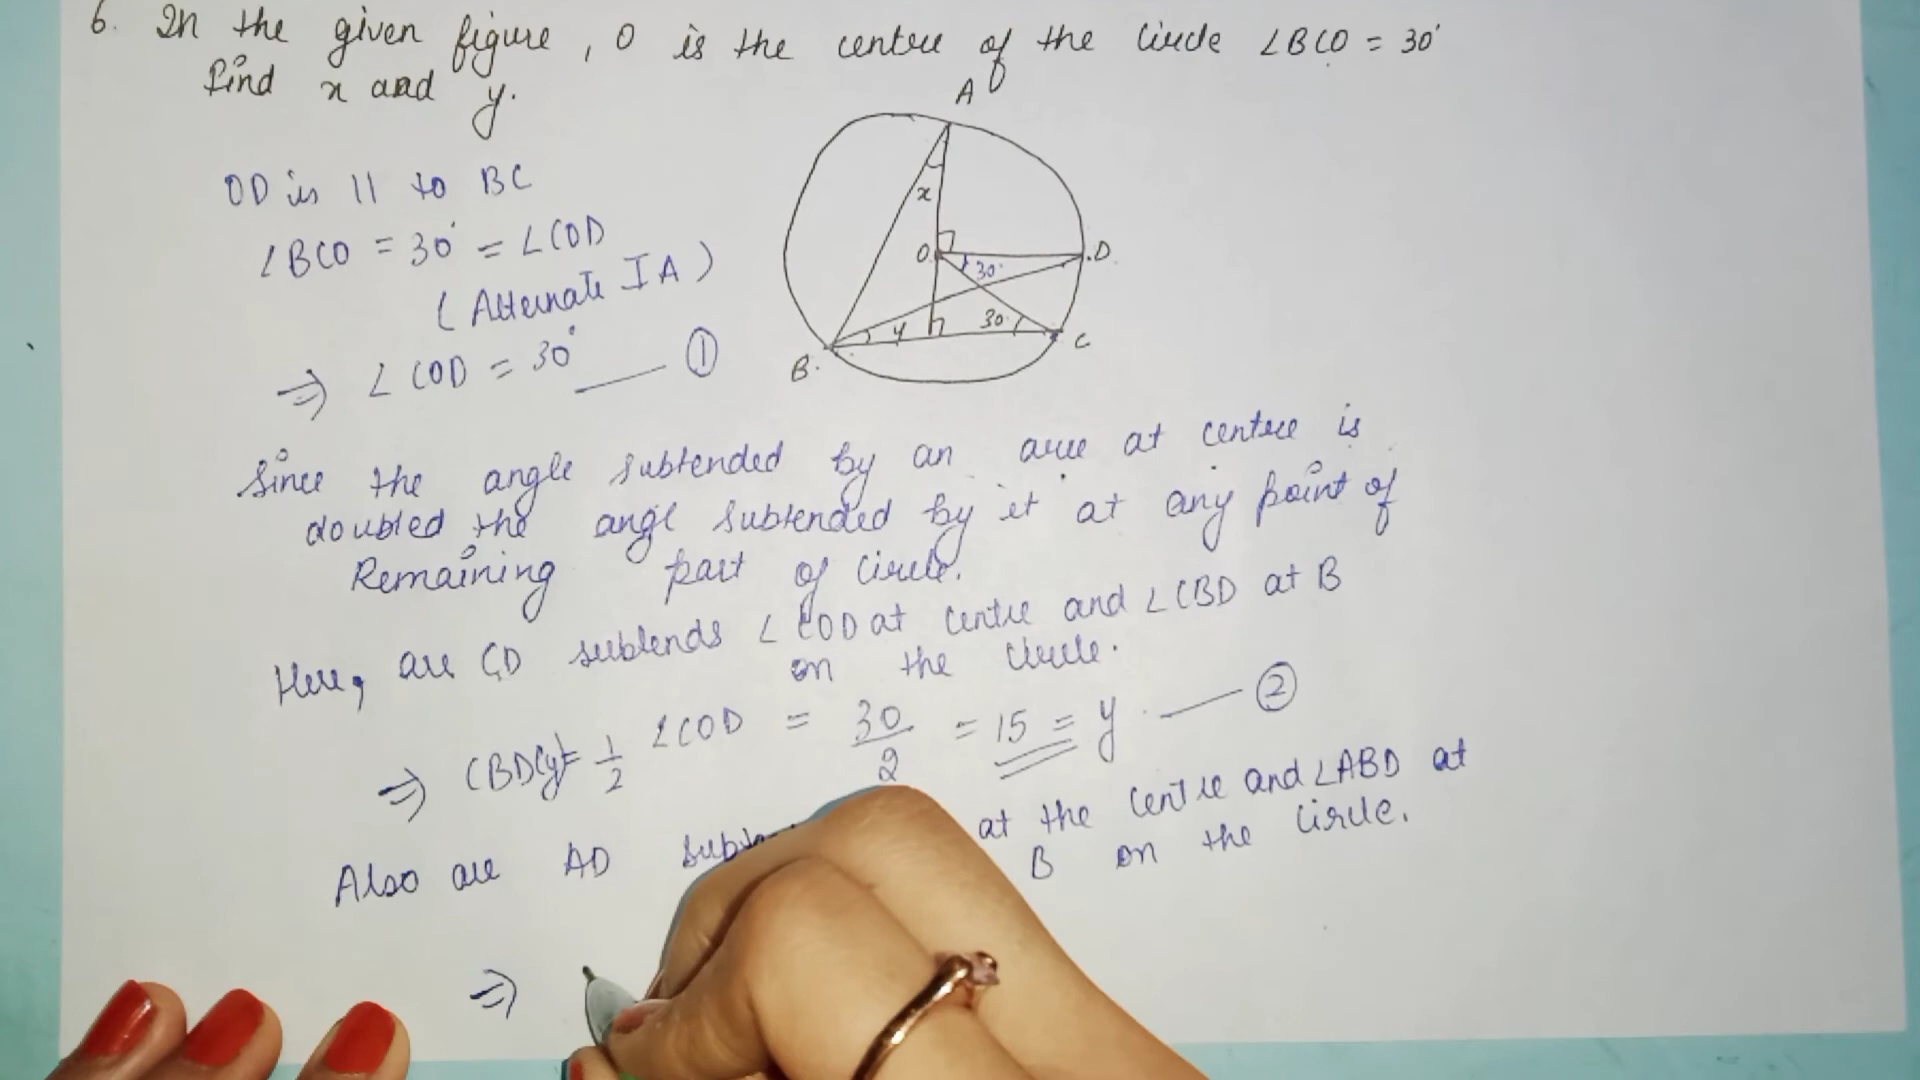 6. In the given figure, O is the centre of the circle ∠BCO = 30°
find x and y.
A
x
O
30
D
y
30
C
B
OD is || to BC
∠BCO = 30° = ∠COD
(Alternate IA)
⇒ ∠COD = 30° — ①
Since the angle subtended by an arc at centre is
doubled the angle subtended by it at any point of
Remaining part of circle.
Here, arc CD subtends ∠COD at centre and ∠CBD at B
on the circle.
⇒ CBD(y) = 1/2 ∠COD = 30/2 = 15 = y — ②
Also arc AD at the centre and ∠ABD at
B on the circle.
⇒